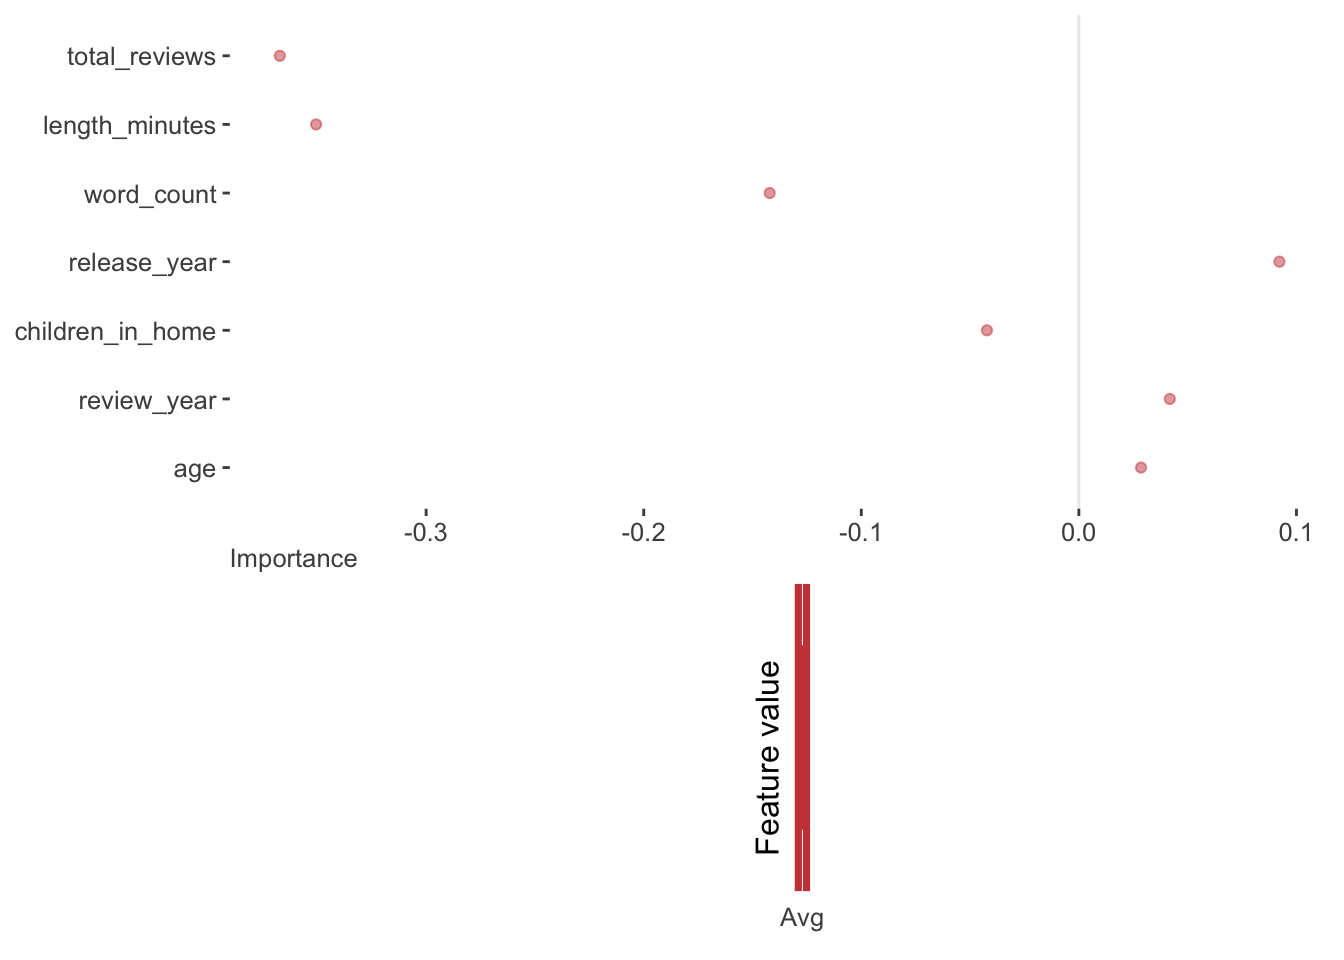 total_reviews
length_minutes
word_count
release_year
children_in_home
review_year
age
-0.3 -0.2 -0.1 0.0 0.1
Importance
Feature value
Avg